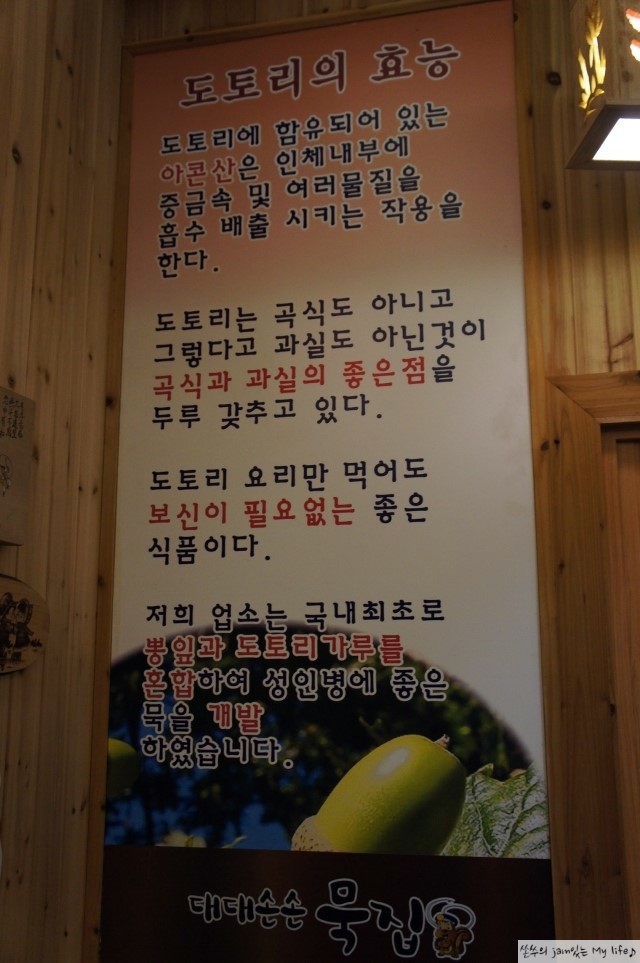 도토리의 효능
도토리에 함유되어 있는
아콘산은 인체내부에
중금속 및 여러물질을
흡수 배출 시키는 작용을
한다.
도토리는 곡식도 아니고
그렇다고 과실도 아닌것이
곡식과 과실의 좋은점을
두루 갖추고 있다.
도토리 요리만 먹어도
보신이 필요없는 좋은
식품이다.
저희 업소는 국내최초로
뽕잎과 도토리가루를
혼합하여 성인병에 좋은
묵을 개발
하였습니다.
대대손손 묵집
쏘쑤의 jain있는 My life♪